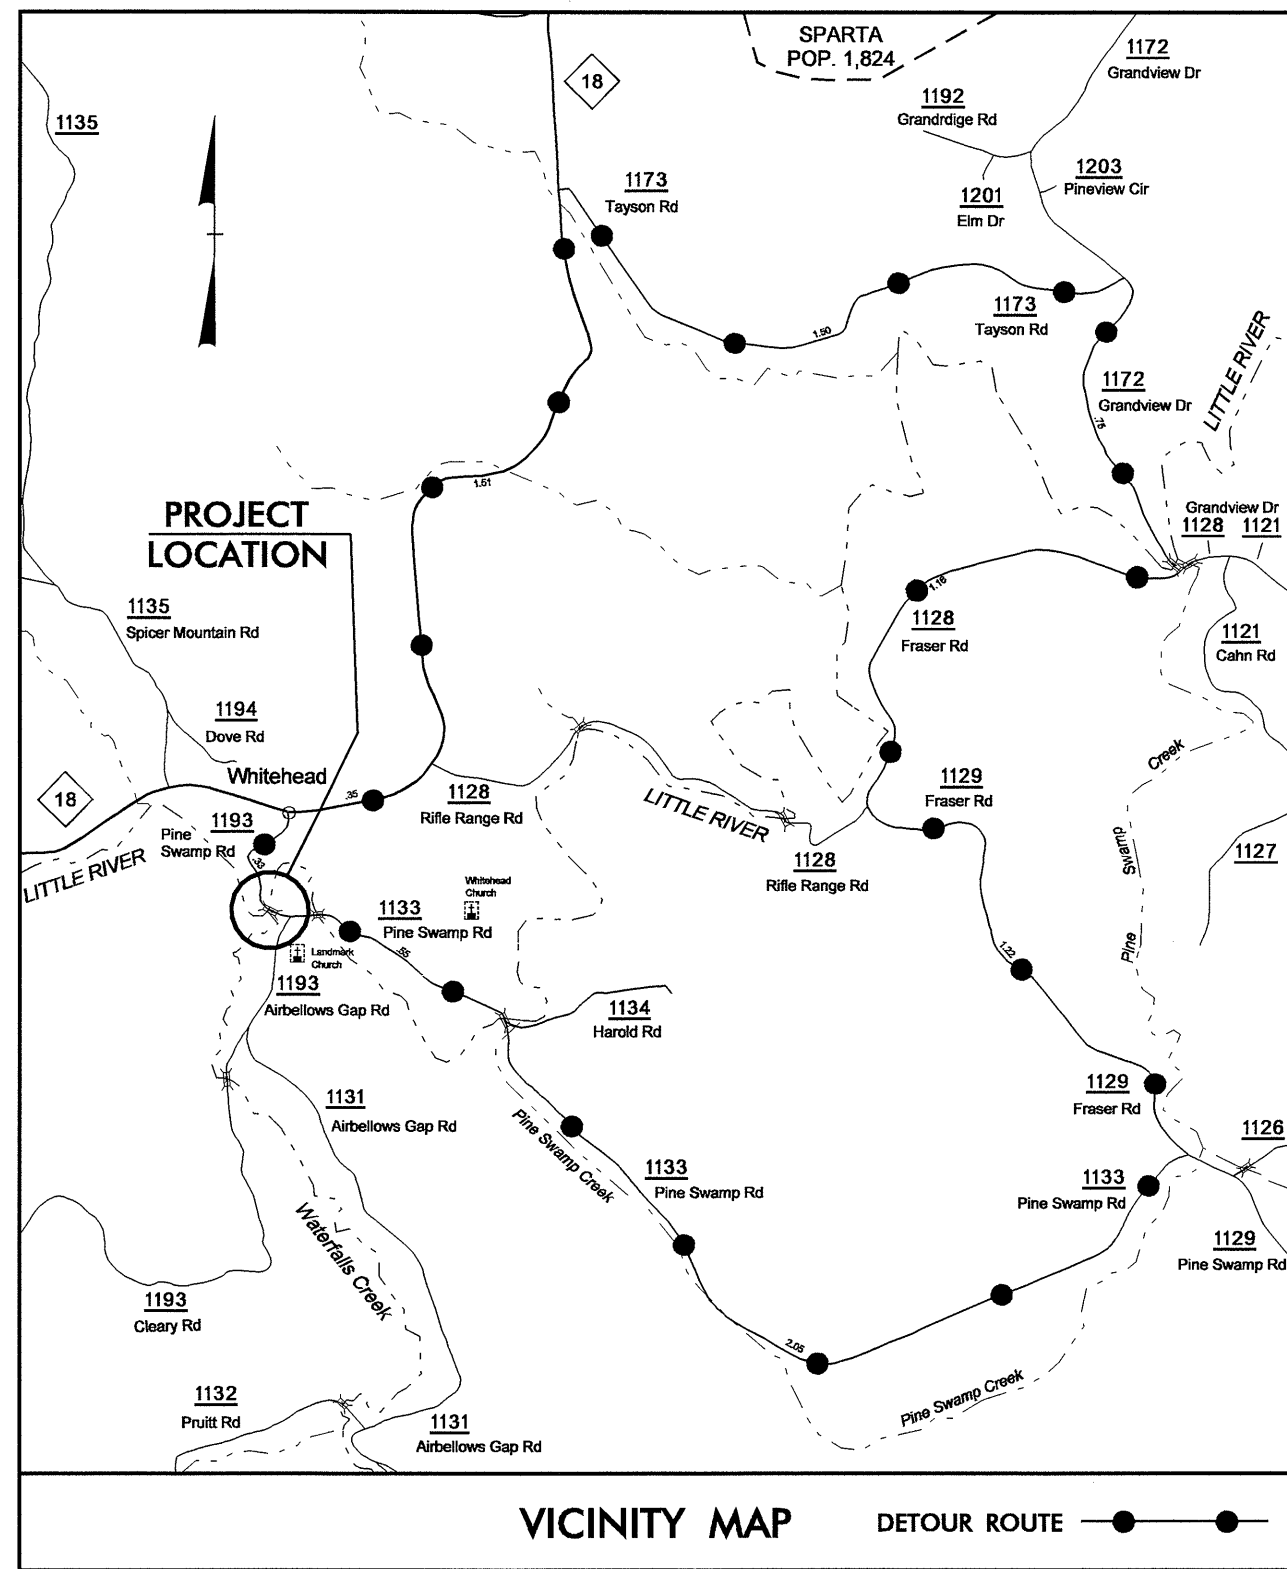 SPARTA
POP. 1,824
1172
Grandview Dr
18
1192
Grandrdige Rd
1135
1203
Pineview Cir
1173
Tayson Rd
1201
Elm Dr
1173
Tayson Rd
1.50
LITTLE RIVER
1172
Grandview Dr
.75
1.51
PROJECT
LOCATION
Grandview Dr
1128
1121
1.16
1135
Spicer Mountain Rd
1128
Fraser Rd
1121
Cahn Rd
1194
Dove Rd
Whitehead
18
.35
1128
Rifle Range Rd
LITTLE RIVER
1129
Fraser Rd
Creek
Swamp
Pine
1193
Pine
Swamp Rd
.33
LITTLE RIVER
1128
Rifle Range Rd
1127
Whitehead
Church
1133
Pine Swamp Rd
.55
Landmark
Church
1193
Airbellows Gap Rd
1.22
1134
Harold Rd
1131
Airbellows Gap Rd
1129
Fraser Rd
Pine Swamp Creek
1126
1133
Pine Swamp Rd
1133
Pine Swamp Rd
Waterfalls Creek
1129
Pine Swamp Rd
1193
Cleary Rd
2.05
1132
Pruitt Rd
Pine Swamp Creek
1131
Airbellows Gap Rd
VICINITY MAP
DETOUR ROUTE